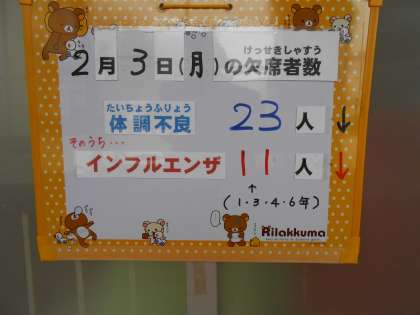 けっせきしゃすう
2月3日(月)の欠席者数
たいちょうふりょう
体調不良 23人↓
そのうち・・・
インフルエンザ 11人↓
↑
(1・3・4・6年)
Rilakkuma